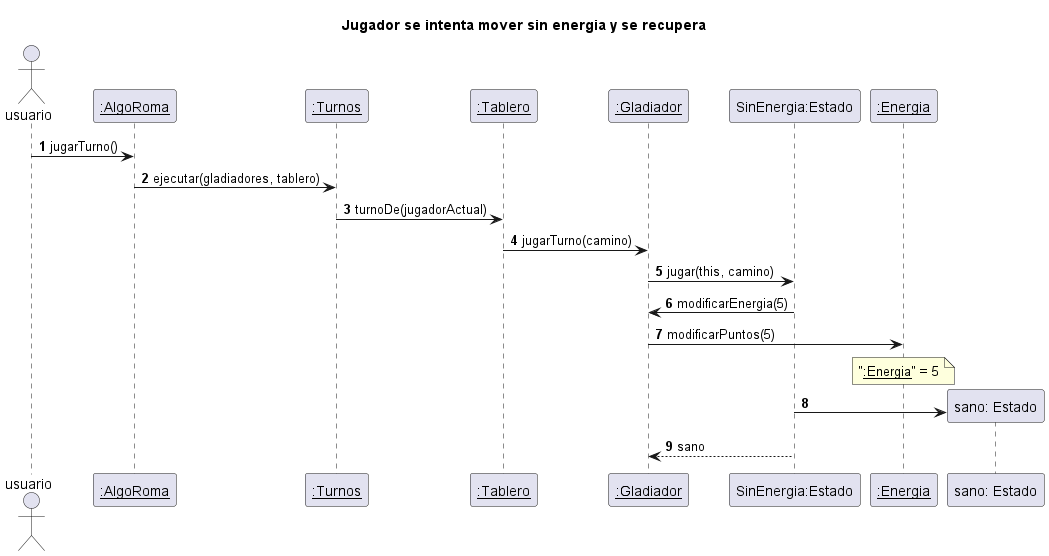 Jugador se intenta mover sin energia y se recupera
usuario
:AlgoRoma
:Turnos
:Tablero
:Gladiador
SinEnergia:Estado
:Energia
1 jugarTurno()
2 ejecutar(gladiadores, tablero)
3 turnoDe(jugadorActual)
4 jugarTurno(camino)
5 jugar(this, camino)
6 modificarEnergia(5)
7 modificarPuntos(5)
":Energia" = 5
8
sano: Estado
9 sano
usuario
:AlgoRoma
:Turnos
:Tablero
:Gladiador
SinEnergia:Estado
:Energia
sano: Estado